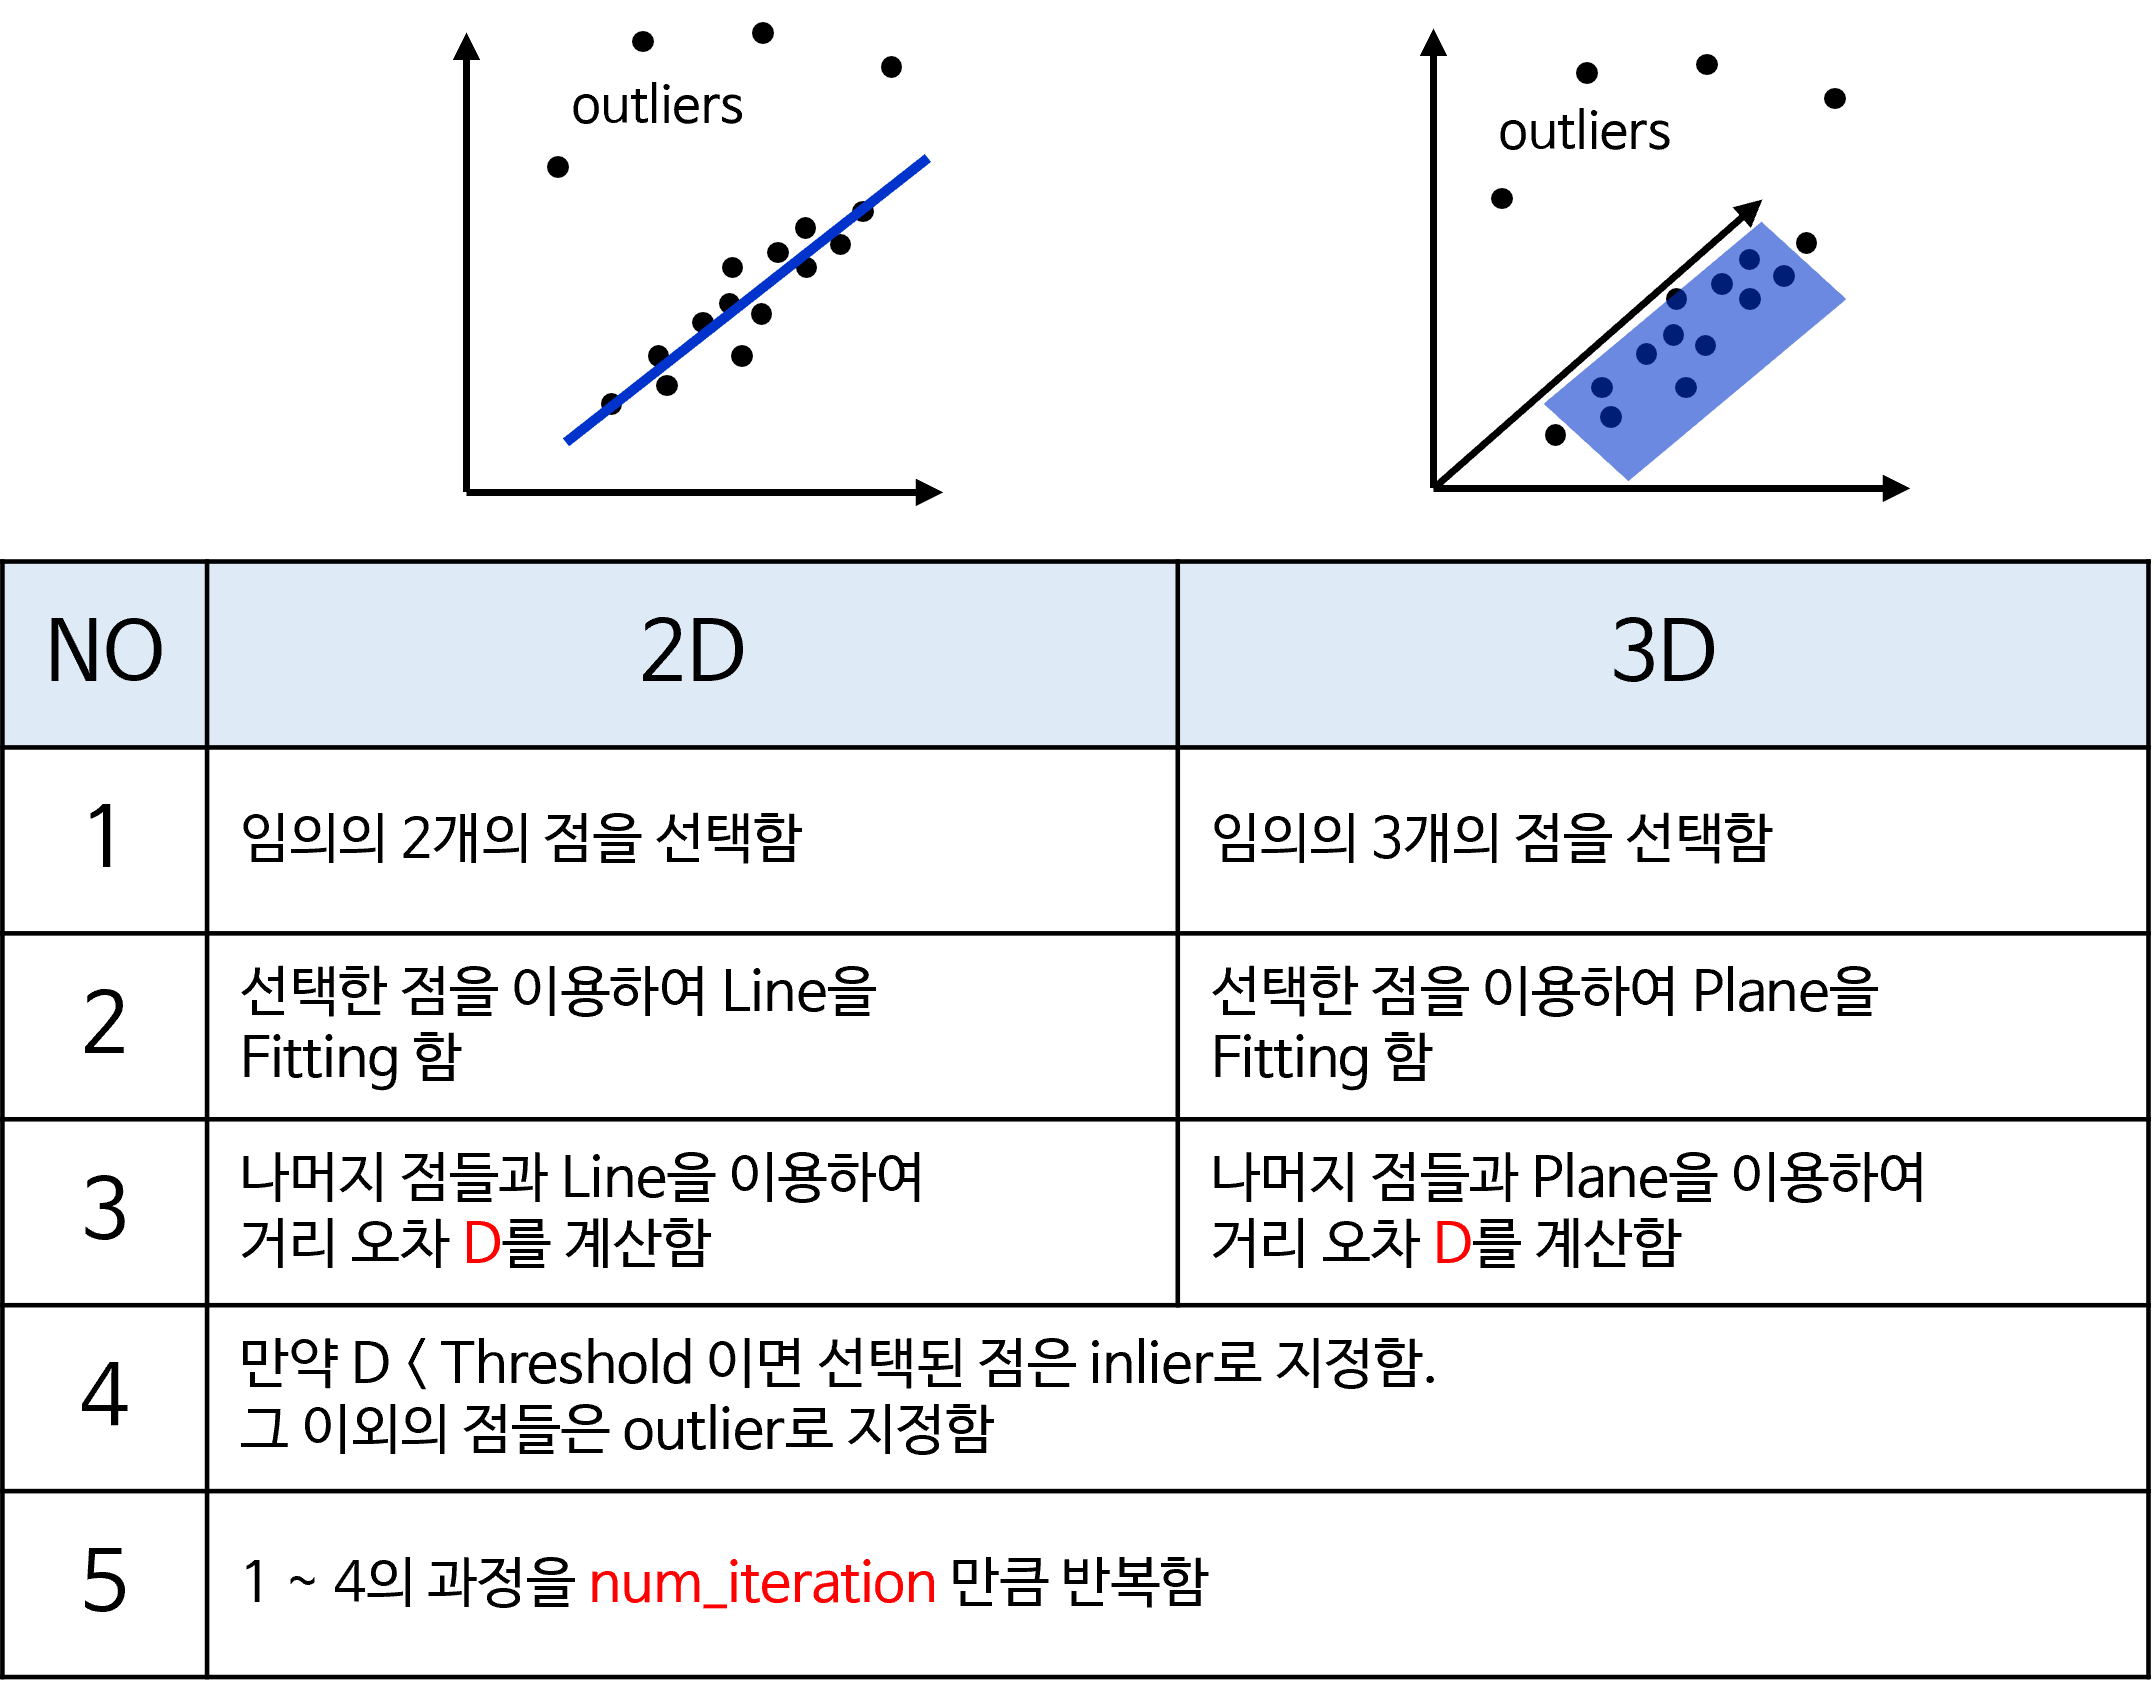 outliers
outliers
NO
2D
3D
1
임의의 2개의 점을 선택함
임의의 3개의 점을 선택함
2
선택한 점을 이용하여 Line을
Fitting 함
선택한 점을 이용하여 Plane을
Fitting 함
3
나머지 점들과 Line을 이용하여
거리 오차 D를 계산함
나머지 점들과 Plane을 이용하여
거리 오차 D를 계산함
4
만약 D < Threshold 이면 선택된 점은 inlier로 지정함.
그 이외의 점들은 outlier로 지정함
5
1 ~ 4의 과정을 num_iteration 만큼 반복함